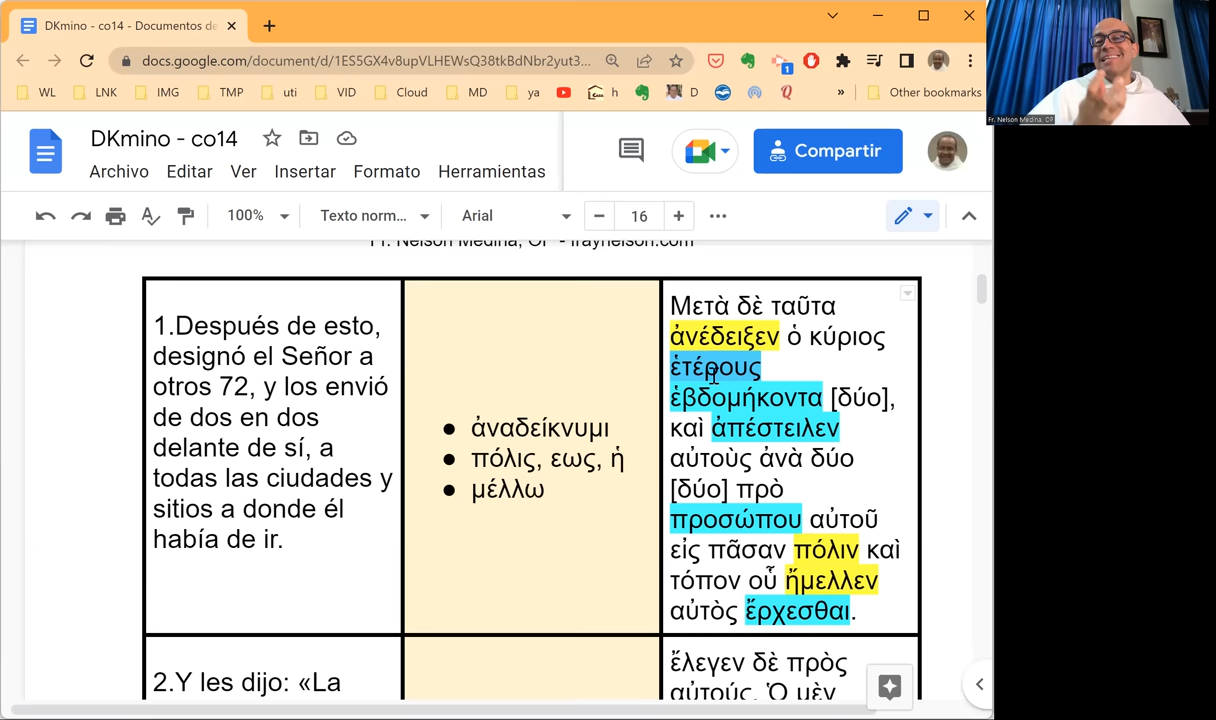 DKmino - co14 - Documentos de
docs.google.com/document/d/1ES5GX4v8upVLHEWsQ38tkBdNbr2yut3...
1
WL LNK IMG TMP uti VID Cloud MD ya h D » Other bookmarks
DKmino - co14
Archivo Editar Ver Insertar Formato Herramientas
Compartir
100% Texto norm... Arial 16
Fr. Nelson Medina, OP
Fr. Nelson Medina, OP - fraynelson.com
1.Después de esto,
designó el Señor a
otros 72, y los envió
de dos en dos
delante de sí, a
todas las ciudades y
sitios a donde él
había de ir.
● ἀναδείκνυμι
● πόλις, εως, ἡ
● μέλλω
Μετὰ δὲ ταῦτα
ἀνέδειξεν ὁ κύριος
ἑτέρους
ἑβδομήκοντα [δύο],
καὶ ἀπέστειλεν
αὐτοὺς ἀνὰ δύο
[δύο] πρὸ
προσώπου αὐτοῦ
εἰς πᾶσαν πόλιν καὶ
τόπον οὗ ἤμελλεν
αὐτὸς ἔρχεσθαι.
2.Y les dijo: «La
ἔλεγεν δὲ πρὸς
αὐτούς, Ὁ μὲν